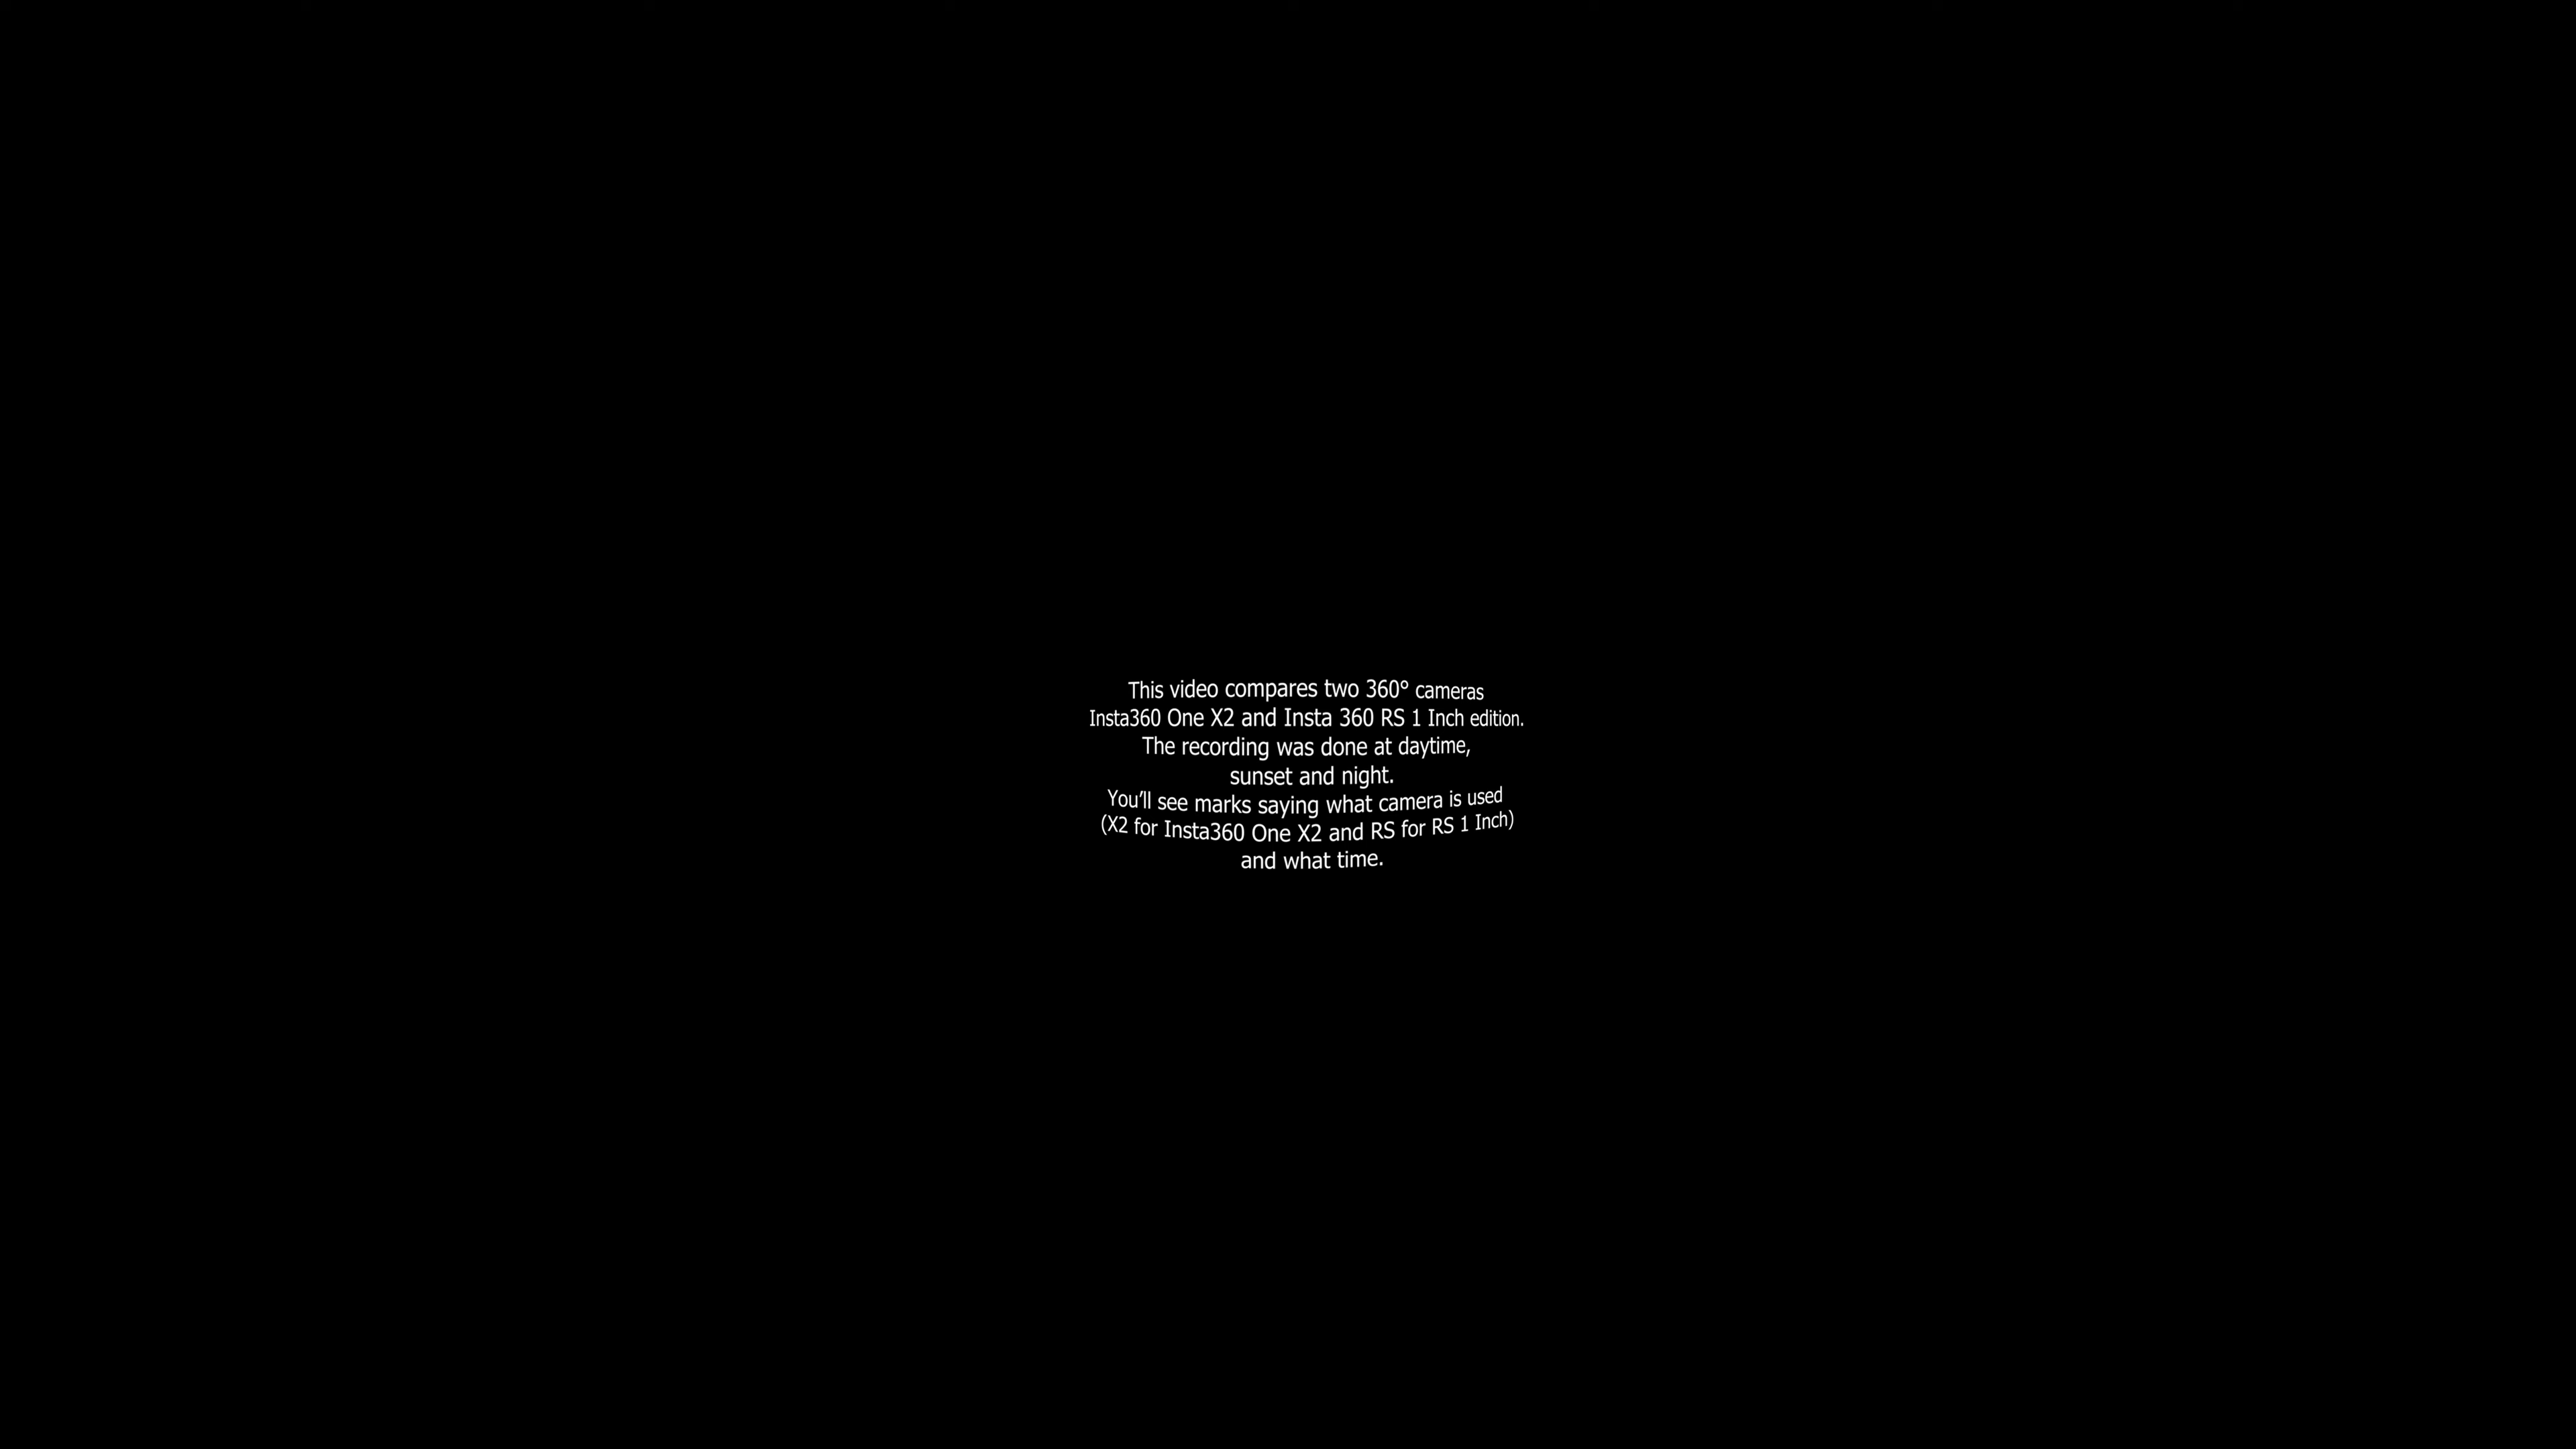 This video compares two 360° cameras
Insta360 One X2 and Insta 360 RS 1 Inch edition.
The recording was done at daytime,
sunset and night.
You’ll see marks saying what camera is used
(X2 for Insta360 One X2 and RS for RS 1 Inch)
and what time.